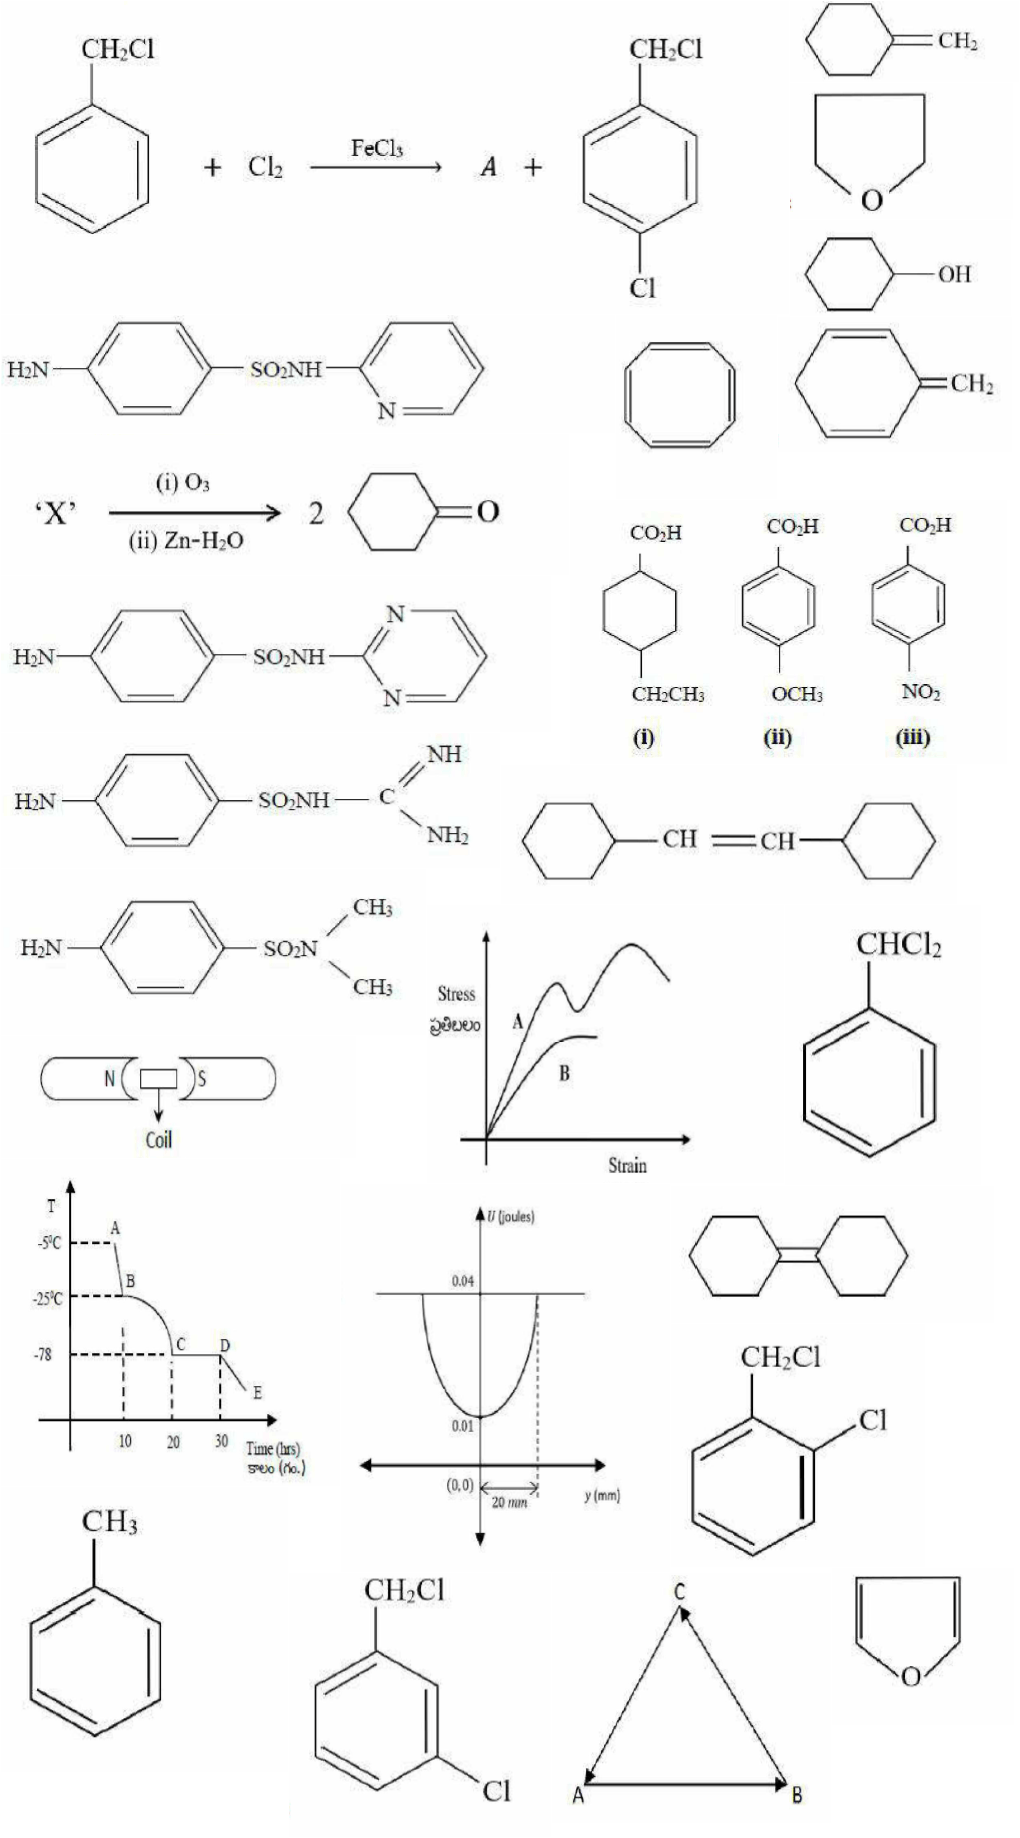 CH₂Cl
+ Cl₂ FeCl₃ A +
CH₂Cl
Cl
CH₂
O
OH
CH₂
H₂N SO₂NH N
'X' (i) O₃
(ii) Zn-H₂O
2 O
CO₂H CO₂H CO₂H
CH₂CH₃ OCH₃ NO₂
(i) (ii) (iii)
H₂N SO₂NH N N
H₂N SO₂NH C NH NH₂
CH CH
H₂N SO₂N CH₃ CH₃
Stress
ప్రతిబలం
A
B
Strain
CHCl₂
N S
Coil
T
-5⁰C
-25⁰C
-78
A
B
C D
E
10 20 30
Time (hrs)
కాలం (గం.)
U (joules)
0.04
0.01
(0,0)
20 mm
y (mm)
CH₂Cl
Cl
CH₃
CH₂Cl
Cl
C
A B
O